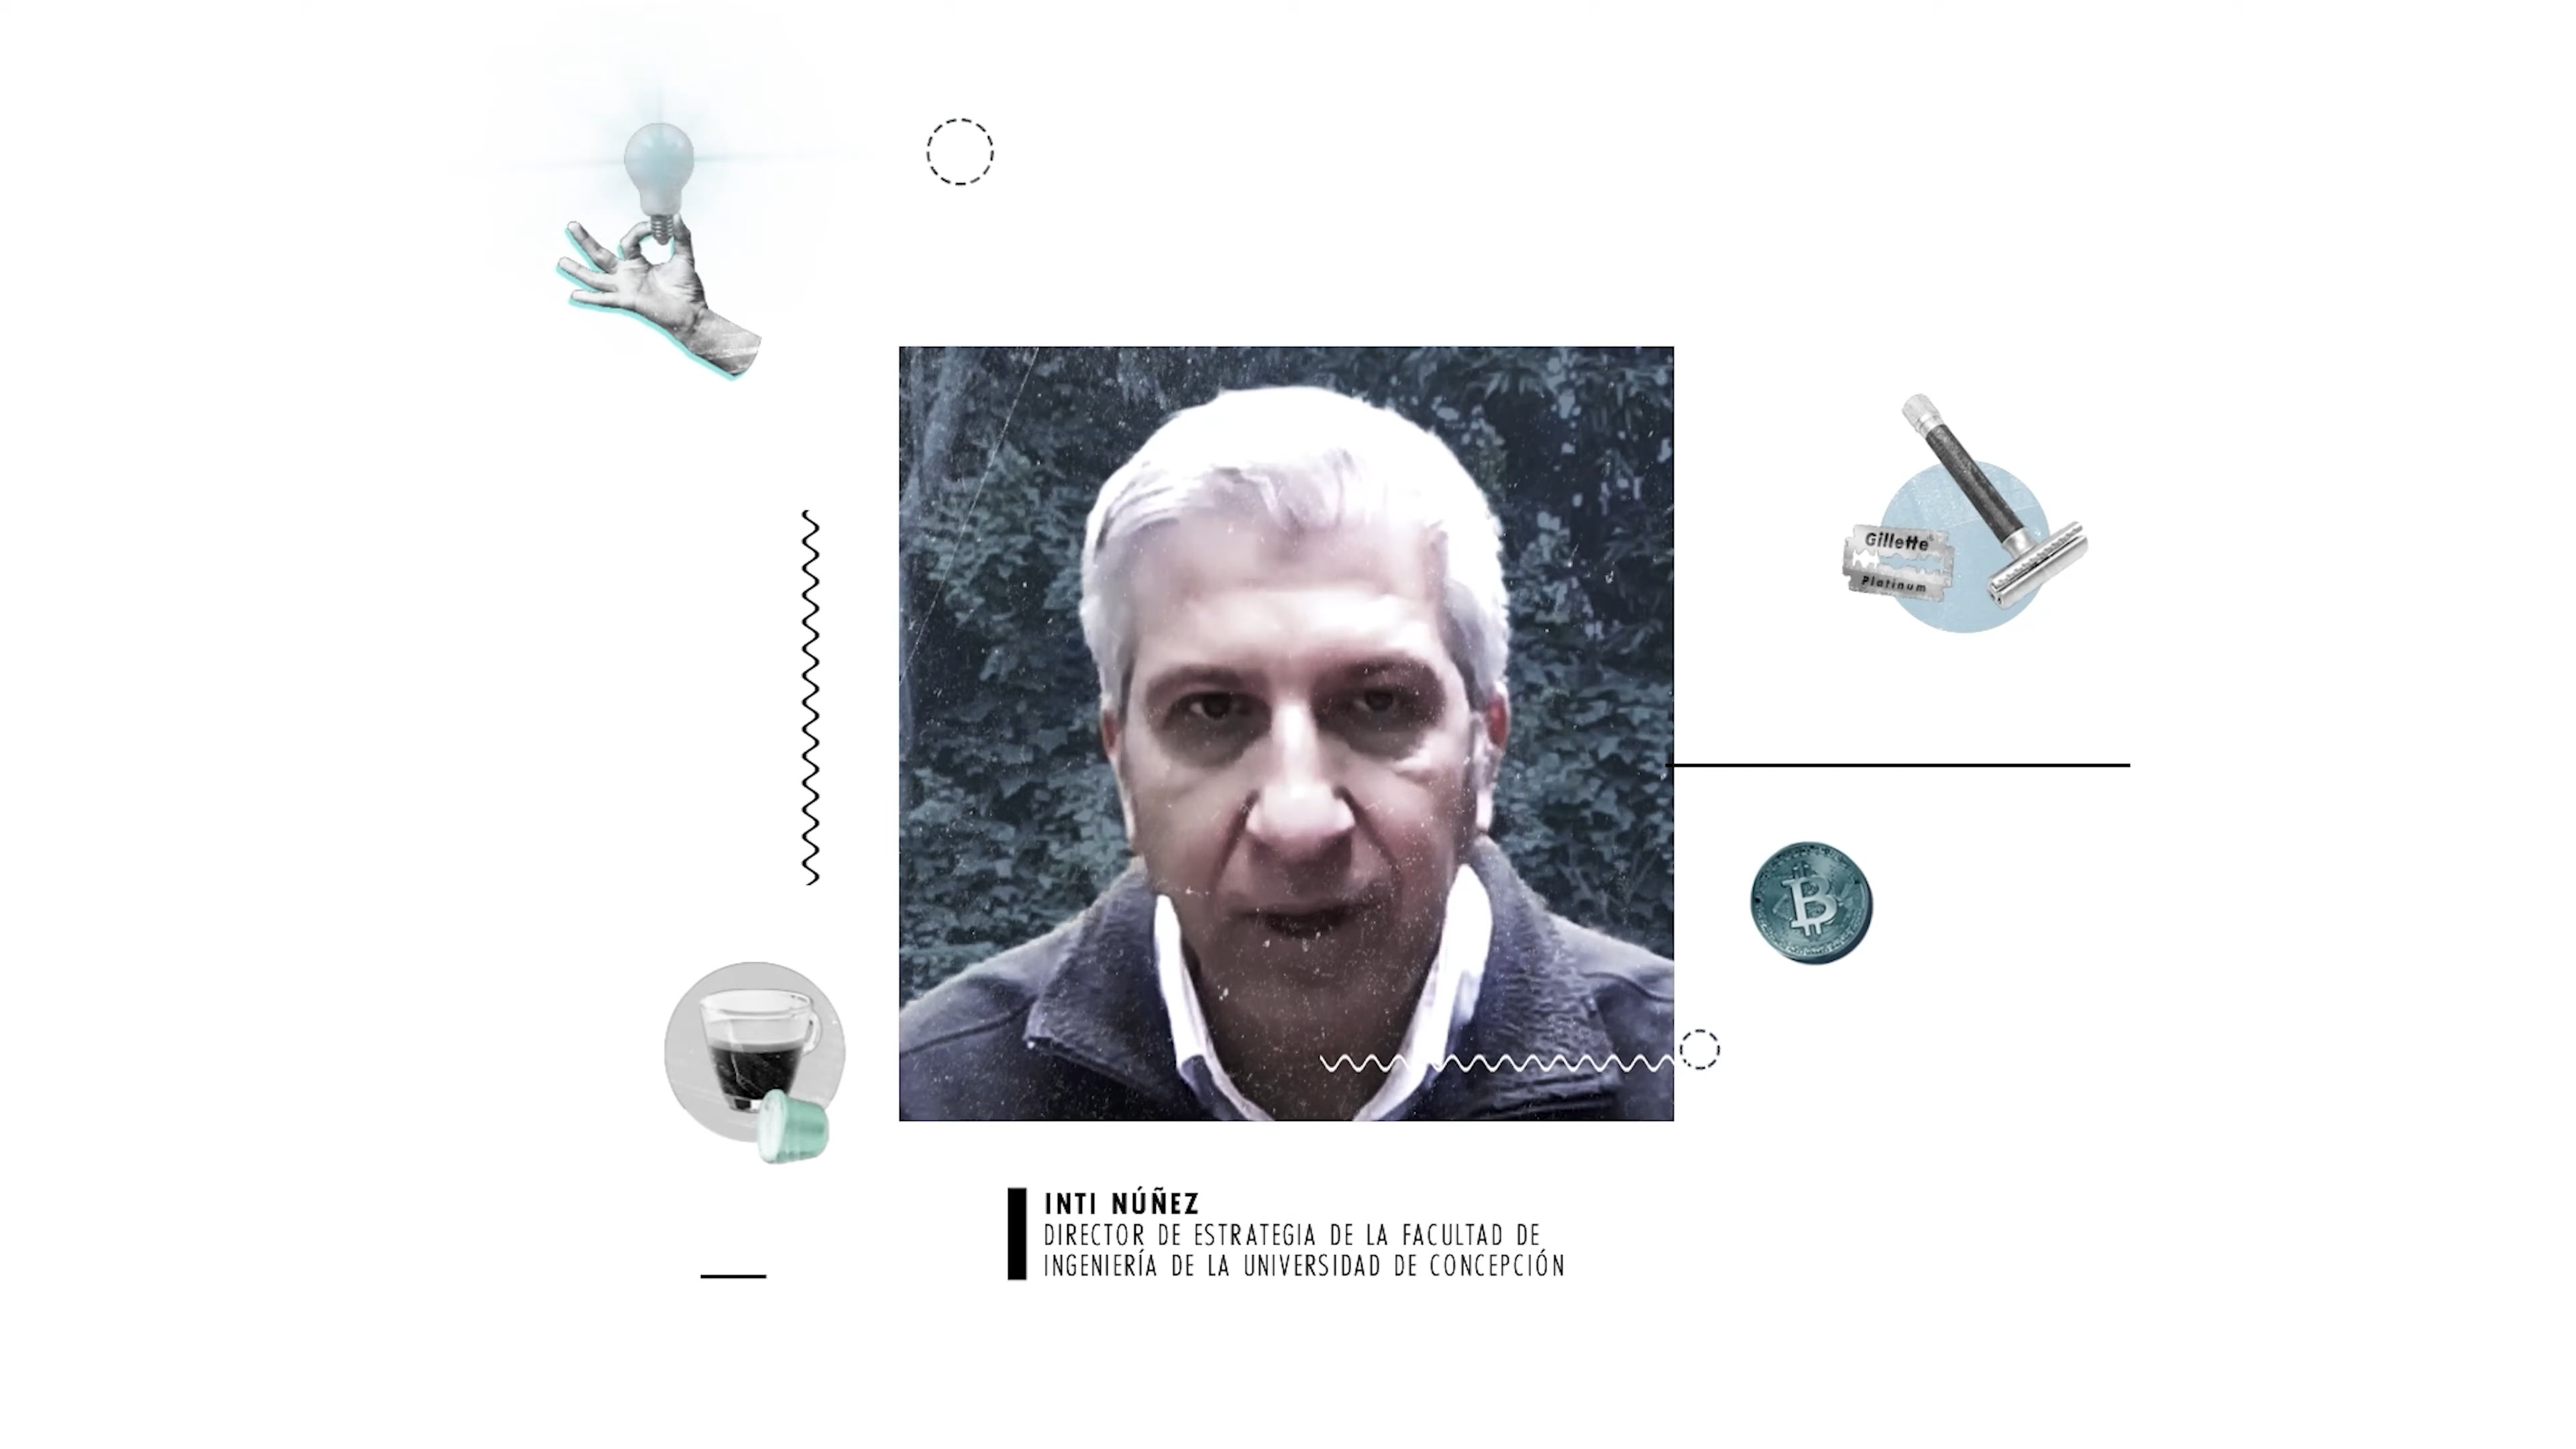 Gillette
Platinum
INTI NÚÑEZ
DIRECTOR DE ESTRATEGIA DE LA FACULTAD DE
INGENIERÍA DE LA UNIVERSIDAD DE CONCEPCIÓN